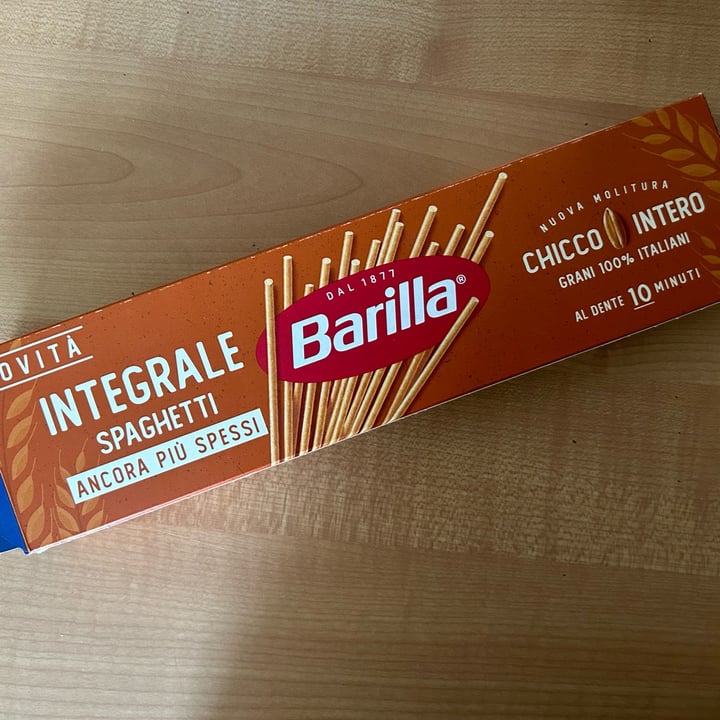 OVITÀ
INTEGRALE
SPAGHETTI
ANCORA PIÙ SPESSI
DAL 1877
Barilla®
NUOVA MOLITURA
CHICCO INTERO
GRANI 100% ITALIANI
AL DENTE 10 MINUTI